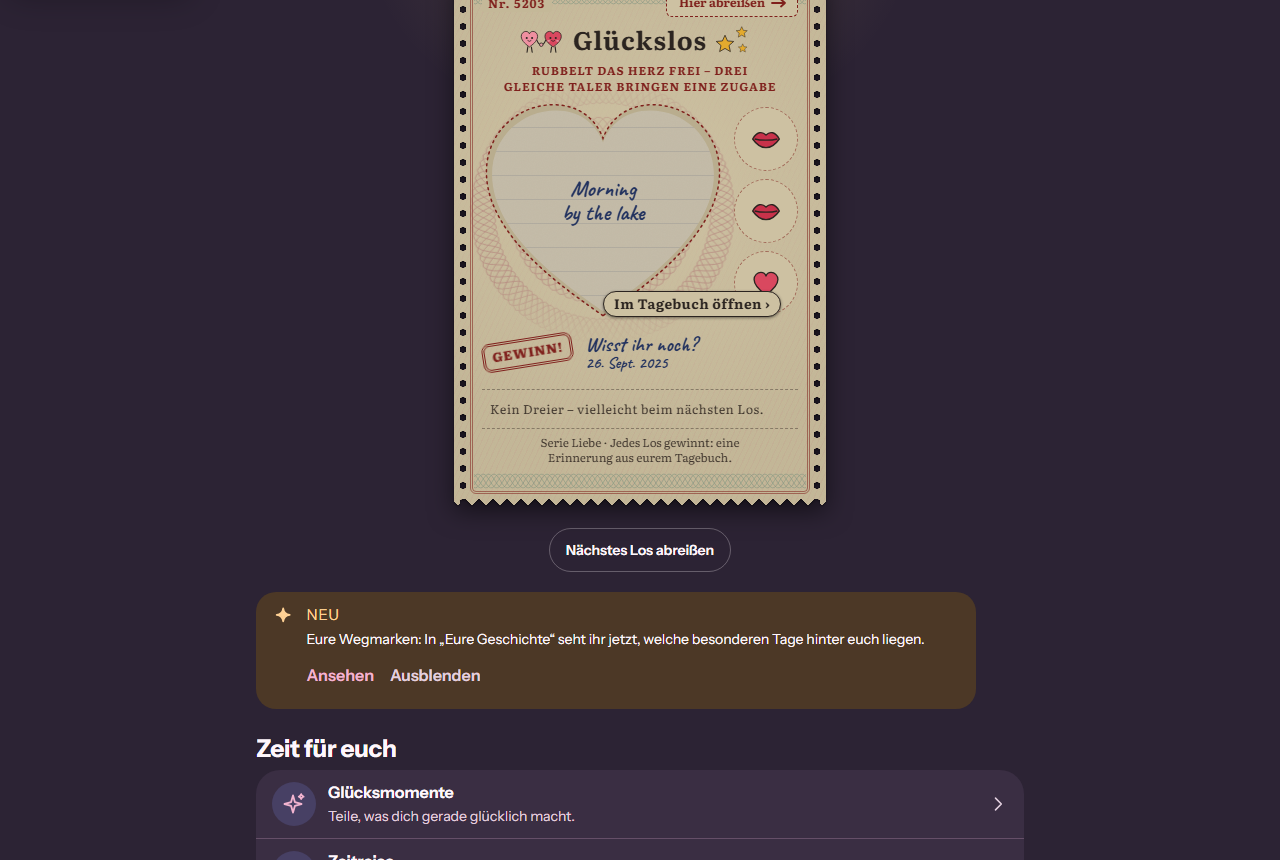 Nr. 5203
Hier abreißen →
Glückslos
RUBBELT DAS HERZ FREI – DREI
GLEICHE TALER BRINGEN EINE ZUGABE
Morning
by the lake
Im Tagebuch öffnen ›
GEWINN!
Wisst ihr noch?
26. Sept. 2025
Kein Dreier – vielleicht beim nächsten Los.
Serie Liebe · Jedes Los gewinnt: eine
Erinnerung aus eurem Tagebuch.
Nächstes Los abreißen
NEU
Eure Wegmarken: In „Eure Geschichte“ seht ihr jetzt, welche besonderen Tage hinter euch liegen.
Ansehen Ausblenden
Zeit für euch
Glücksmomente
Teile, was dich gerade glücklich macht.
Zeitreise